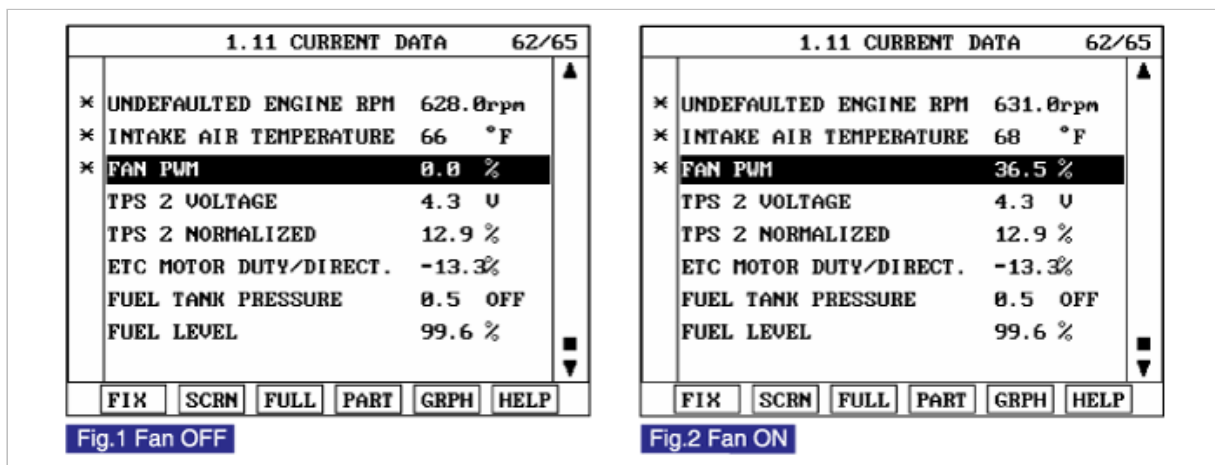 1.11 CURRENT DATA 62/65
* UNDEFAULTED ENGINE RPM 628.0rpm
* INTAKE AIR TEMPERATURE 66 °F
* FAN PWM 0.0 %
TPS 2 VOLTAGE 4.3 V
TPS 2 NORMALIZED 12.9 %
ETC MOTOR DUTY/DIRECT. -13.3%
FUEL TANK PRESSURE 0.5 OFF
FUEL LEVEL 99.6 %
FIX SCRN FULL PART GRPH HELP
Fig.1 Fan OFF
1.11 CURRENT DATA 62/65
* UNDEFAULTED ENGINE RPM 631.0rpm
* INTAKE AIR TEMPERATURE 68 °F
* FAN PWM 36.5 %
TPS 2 VOLTAGE 4.3 V
TPS 2 NORMALIZED 12.9 %
ETC MOTOR DUTY/DIRECT. -13.3%
FUEL TANK PRESSURE 0.5 OFF
FUEL LEVEL 99.6 %
FIX SCRN FULL PART GRPH HELP
Fig.2 Fan ON